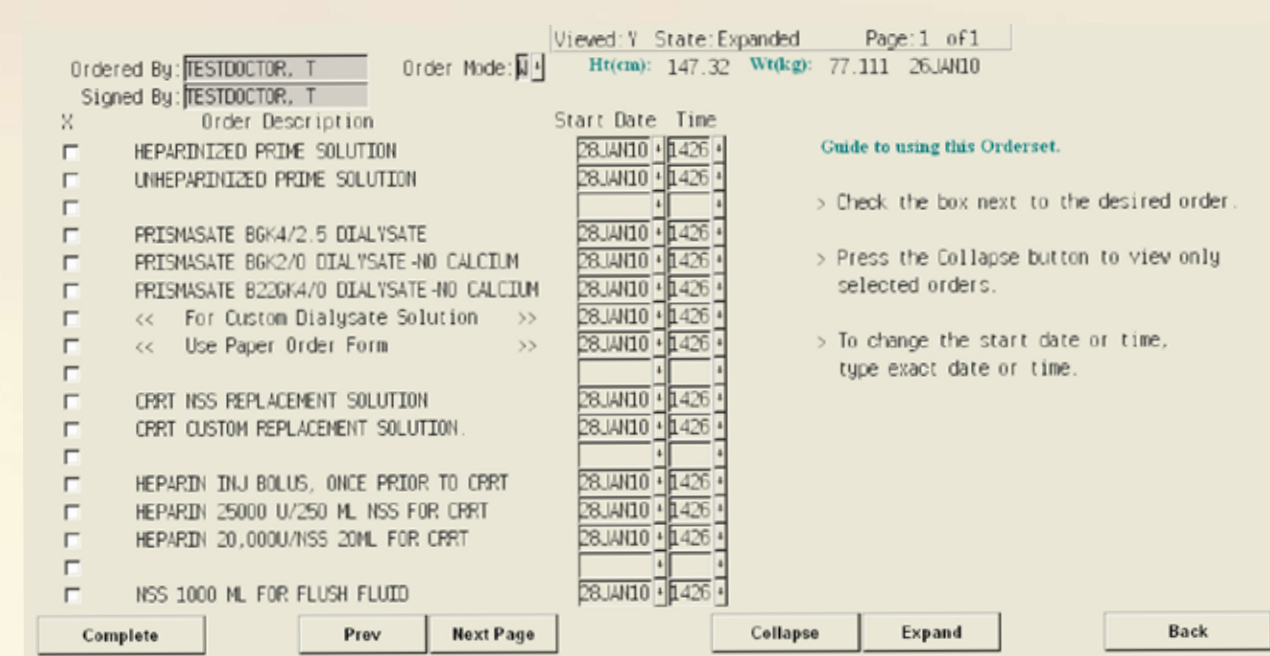 Viewed: Y State: Expanded Page: 1 of1
Ordered By: TESTDOCTOR, T Order Mode: W Ht(cm): 147.32 Wt(kg): 77.111 26JAN10
Signed By: TESTDOCTOR, T
X Order Description Start Date Time
HEPARINIZED PRIME SOLUTION 28JAN10 1426 Guide to using this Orderset.
UNHEPARINIZED PRIME SOLUTION 28JAN10 1426
> Check the box next to the desired order.
PRISMASATE BGK4/2.5 DIALYSATE 28JAN10 1426
PRISMASATE BGK2/0 DIALYSATE-NO CALCIUM 28JAN10 1426 > Press the Collapse button to view only
PRISMASATE B22GK4/0 DIALYSATE-NO CALCIUM 28JAN10 1426 selected orders.
<< For Custom Dialysate Solution >> 28JAN10 1426
<< Use Paper Order Form >> 28JAN10 1426 > To change the start date or time,
type exact date or time.
CRRT NSS REPLACEMENT SOLUTION 28JAN10 1426
CRRT CUSTOM REPLACEMENT SOLUTION. 28JAN10 1426
HEPARIN INJ BOLUS, ONCE PRIOR TO CRRT 28JAN10 1426
HEPARIN 25000 U/250 ML NSS FOR CRRT 28JAN10 1426
HEPARIN 20,000U/NSS 20ML FOR CRRT 28JAN10 1426
NSS 1000 ML FOR FLUSH FLUID 28JAN10 1426
Complete Prev Next Page Collapse Expand Back